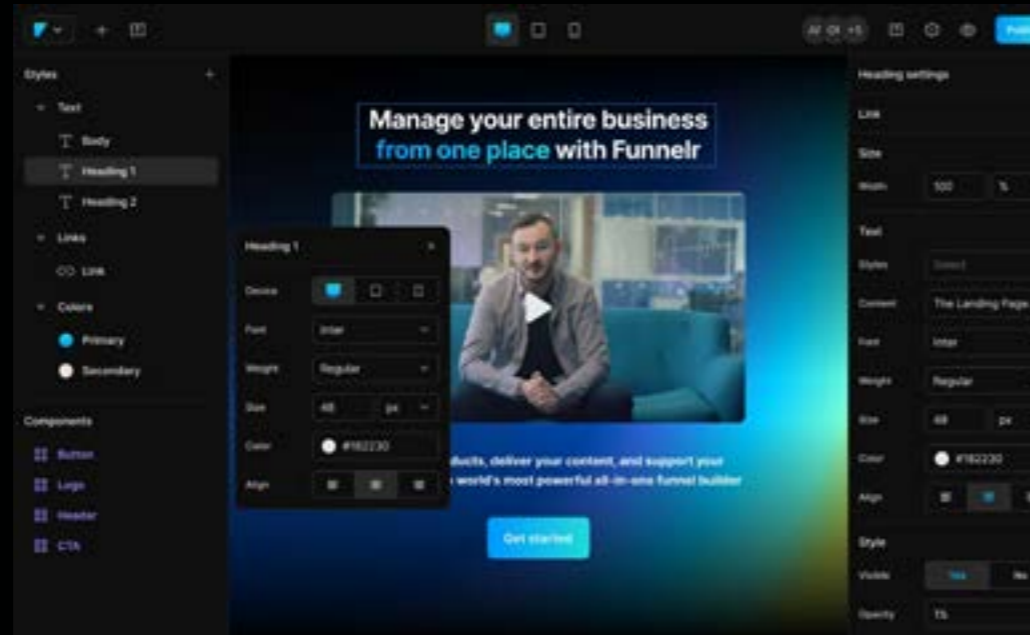 +5
Publ
Styles
+
Text
Body
Heading 1
Heading 2
Links
Link
Colors
Primary
Secondary
Components
Button
Logo
Header
CTA
Manage your entire business
from one place with Funnelr
Heading 1
Device
Font
Inter
Weight
Regular
Size
48
px
Color
#182230
Align
ducts, deliver your content, and support your
world's most powerful all-in-one funnel builder
Get started
Heading settings
Link
Size
Width
100
%
Text
Styles
Select
Content
The Landing Page
Font
Inter
Weight
Regular
Size
48
px
Color
#182230
Align
Style
Visible
Yes
No
Opacity
1%